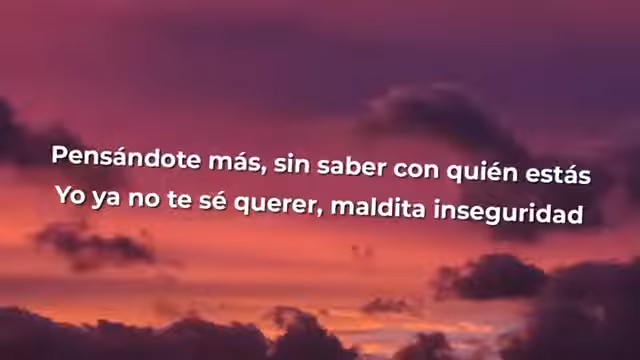 Pensándote más, sin saber con quién estás
Yo ya no te sé querer, maldita inseguridad